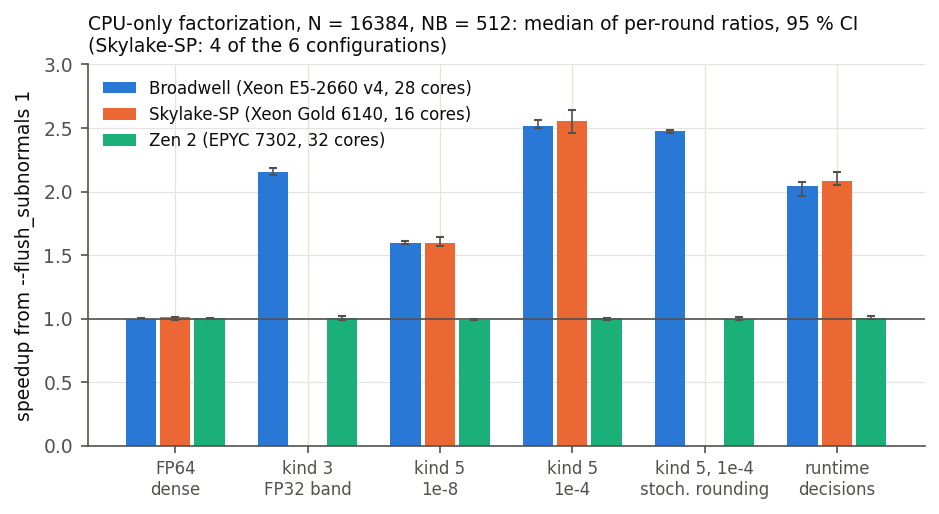 CPU-only factorization, N = 16384, NB = 512: median of per-round ratios, 95 % CI
(Skylake-SP: 4 of the 6 configurations)
speedup from --flush_subnormals 1
3.0
2.5
2.0
1.5
1.0
0.5
0.0
Broadwell (Xeon E5-2660 v4, 28 cores)
Skylake-SP (Xeon Gold 6140, 16 cores)
Zen 2 (EPYC 7302, 32 cores)
FP64
dense
kind 3
FP32 band
kind 5
1e-8
kind 5
1e-4
kind 5, 1e-4
stoch. rounding
runtime
decisions